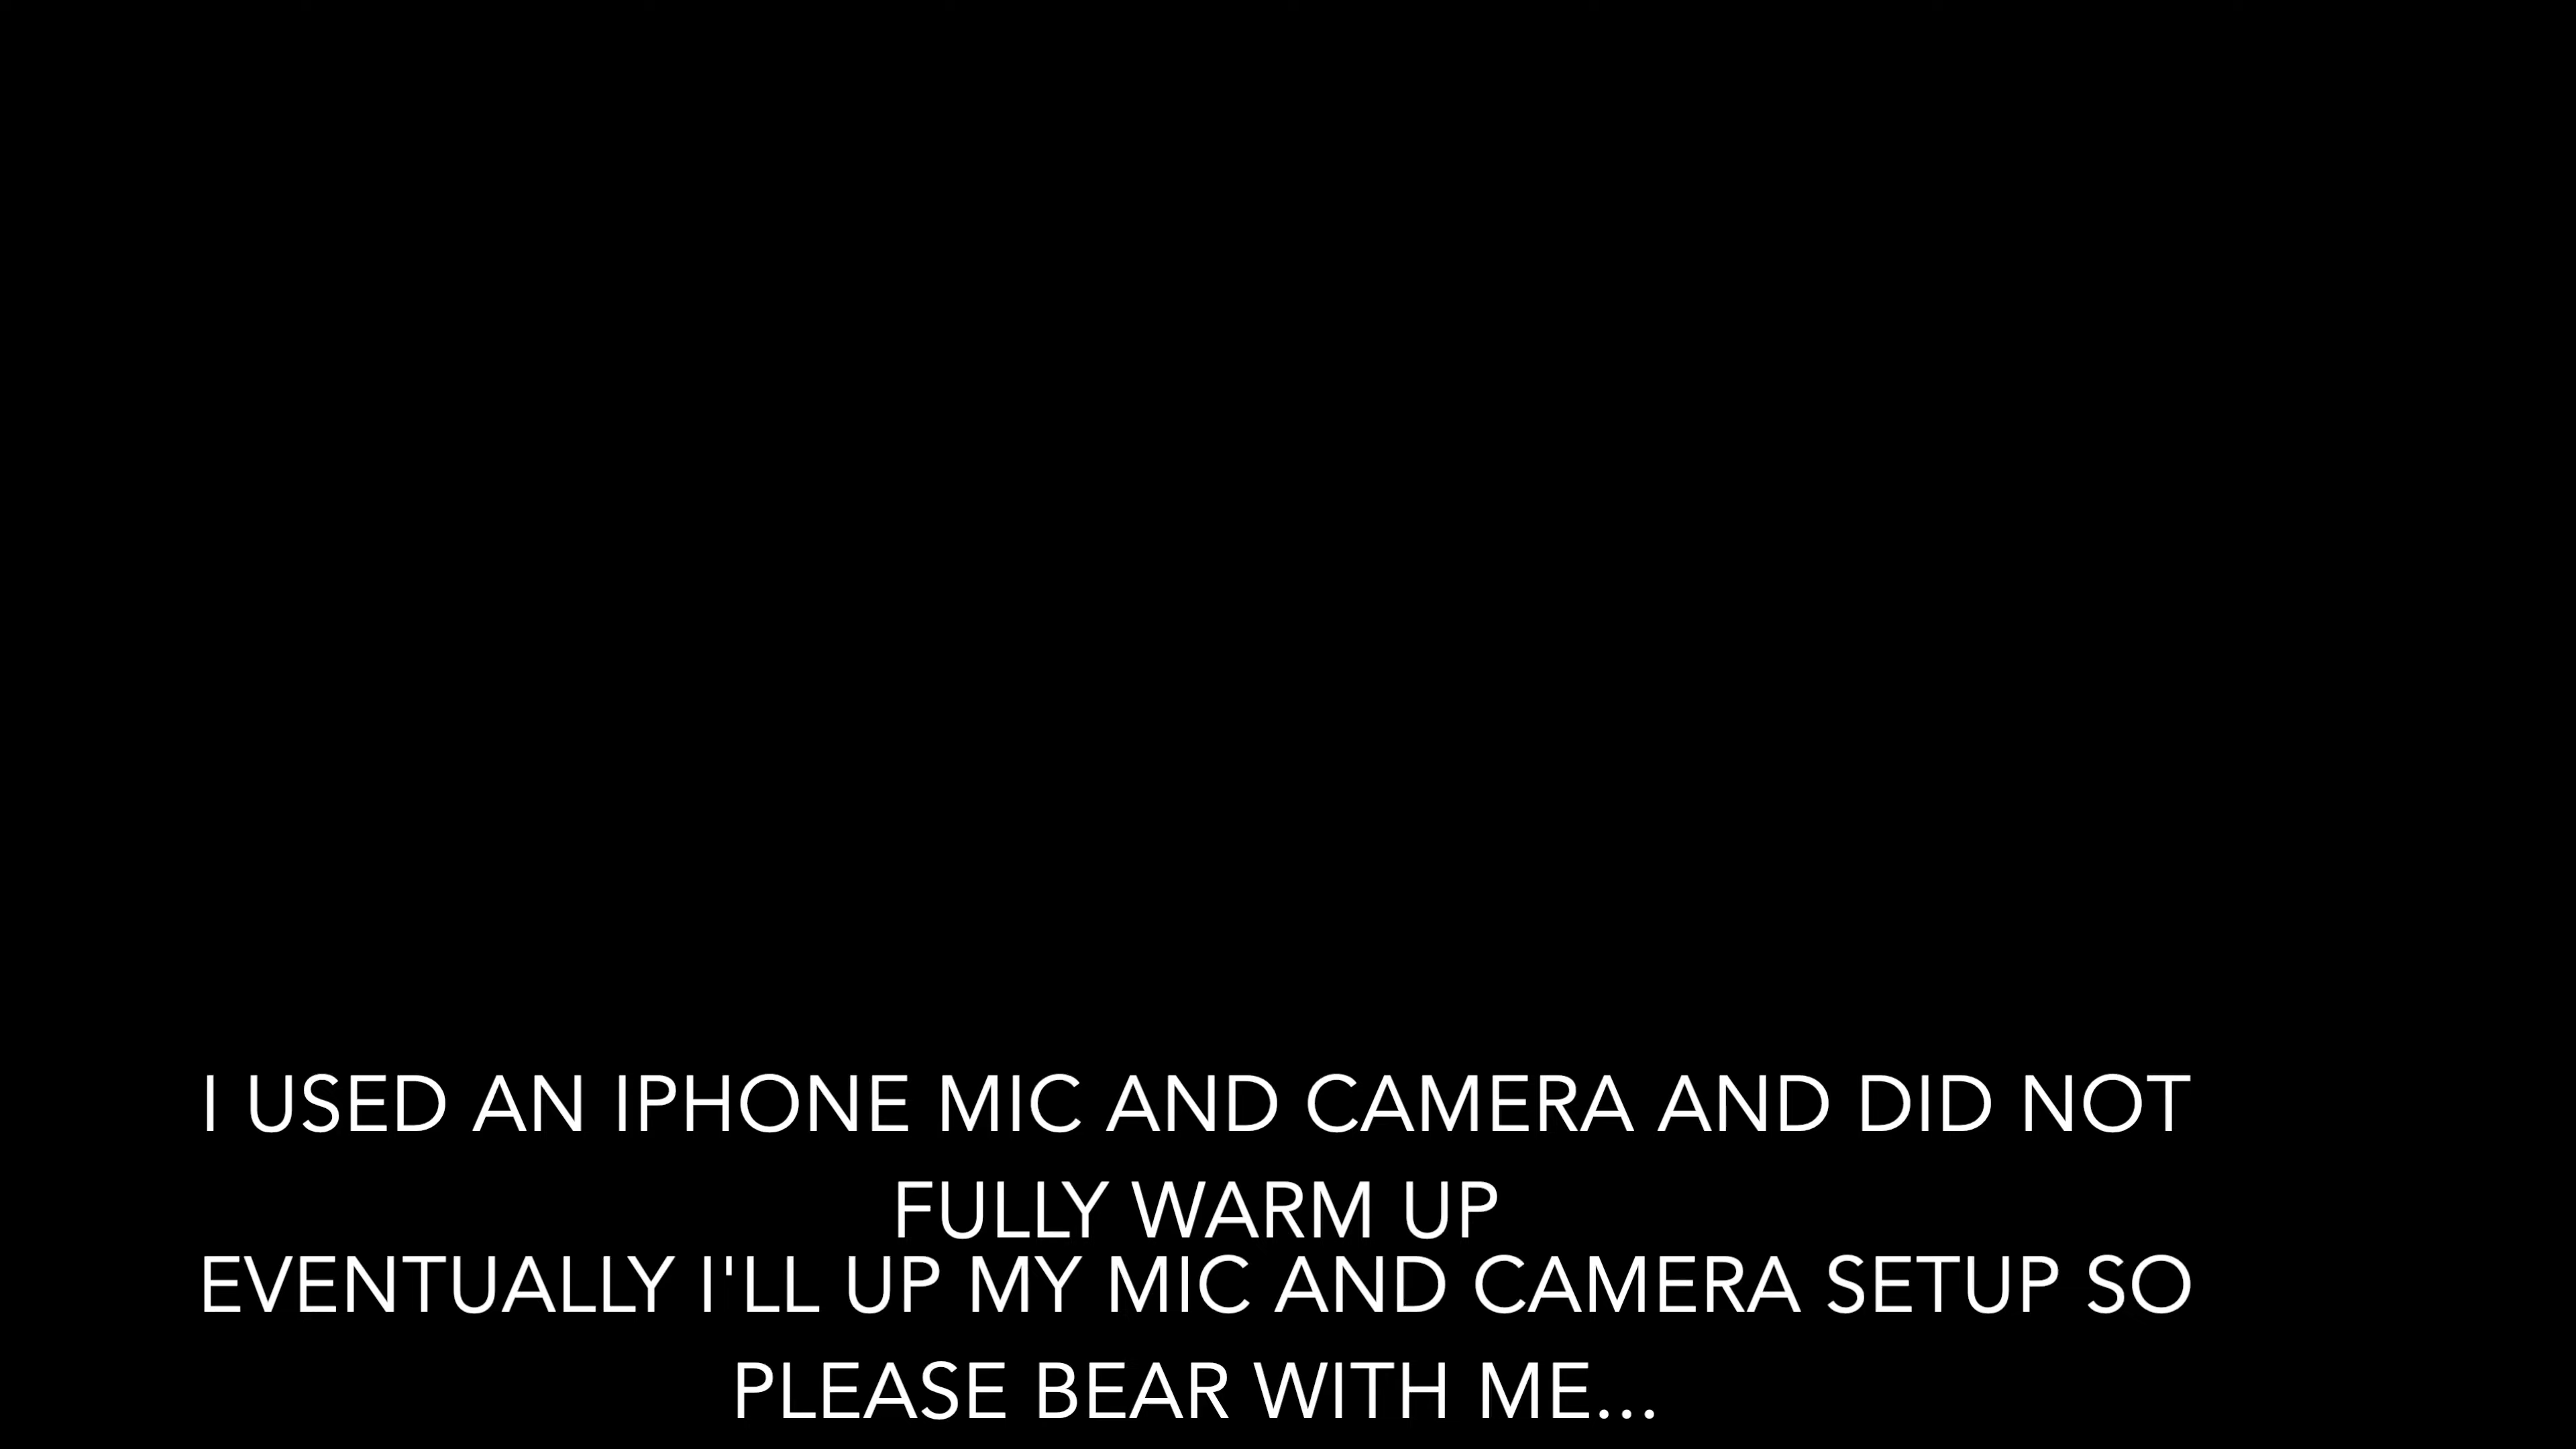 I USED AN IPHONE MIC AND CAMERA AND DID NOT
FULLY WARM UP
EVENTUALLY I'LL UP MY MIC AND CAMERA SETUP SO
PLEASE BEAR WITH ME...